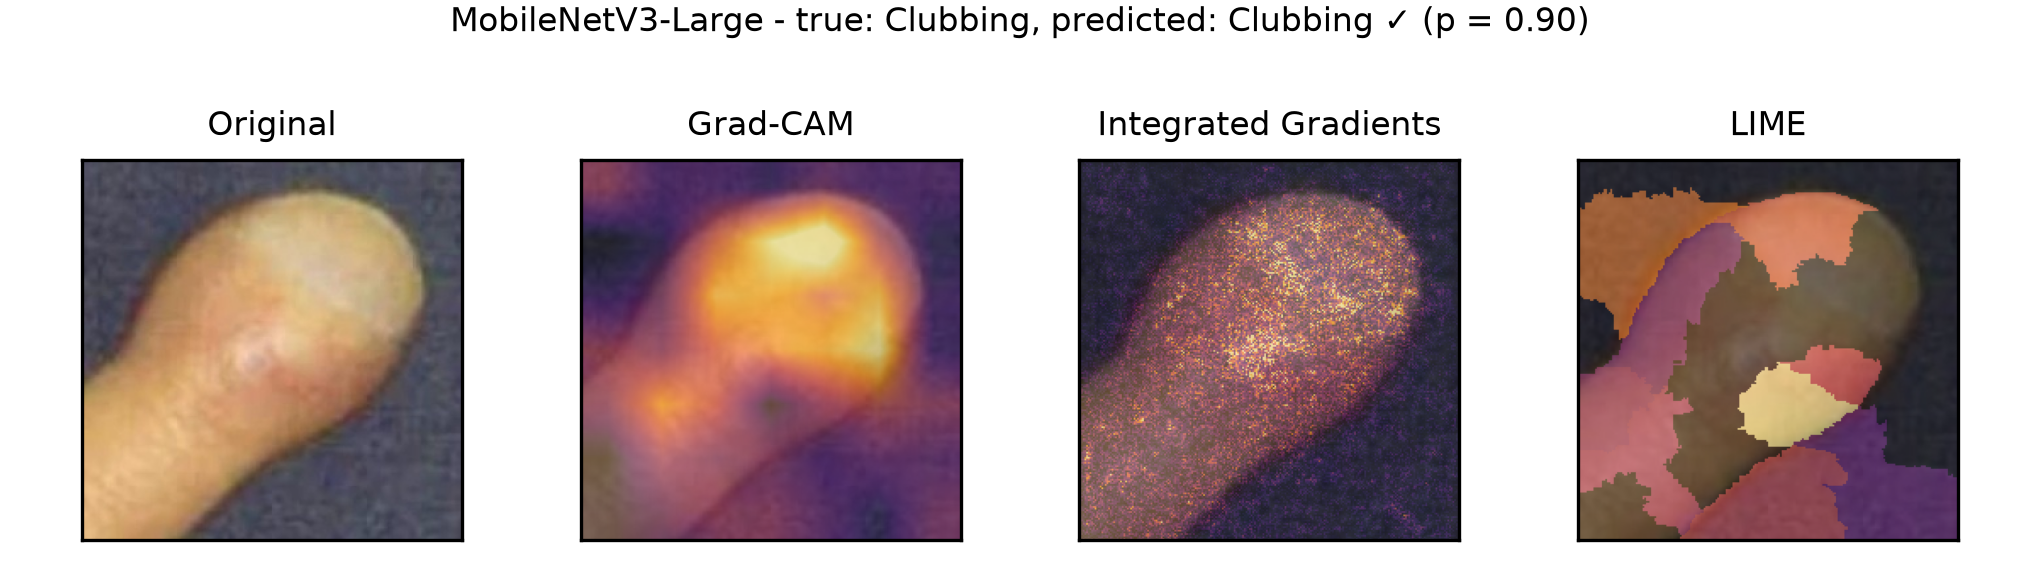 MobileNetV3-Large - true: Clubbing, predicted: Clubbing ✓ (p = 0.90)
Original
Grad-CAM
Integrated Gradients
LIME